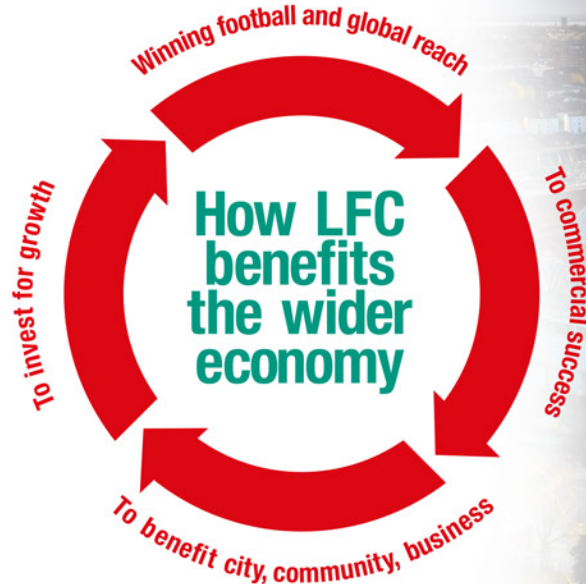 Winning football and global reach
To commercial success
To benefit city, community, business
To invest for growth
How LFC
benefits
the wider
economy